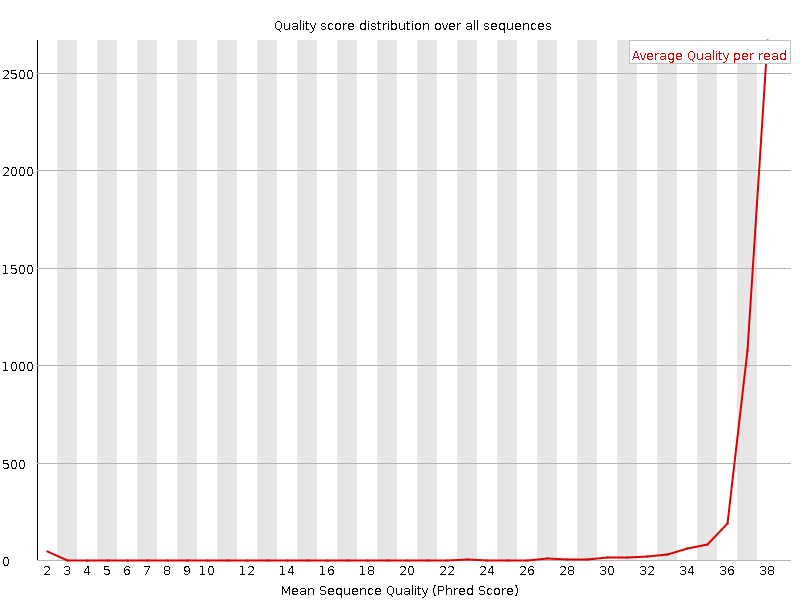 Quality score distribution over all sequences
Average Quality per read
2500
2000
1500
1000
500
0
2 3 4 5 6 7 8 9 10 12 14 16 18 20 22 24 26 28 30 32 34 36 38
Mean Sequence Quality (Phred Score)